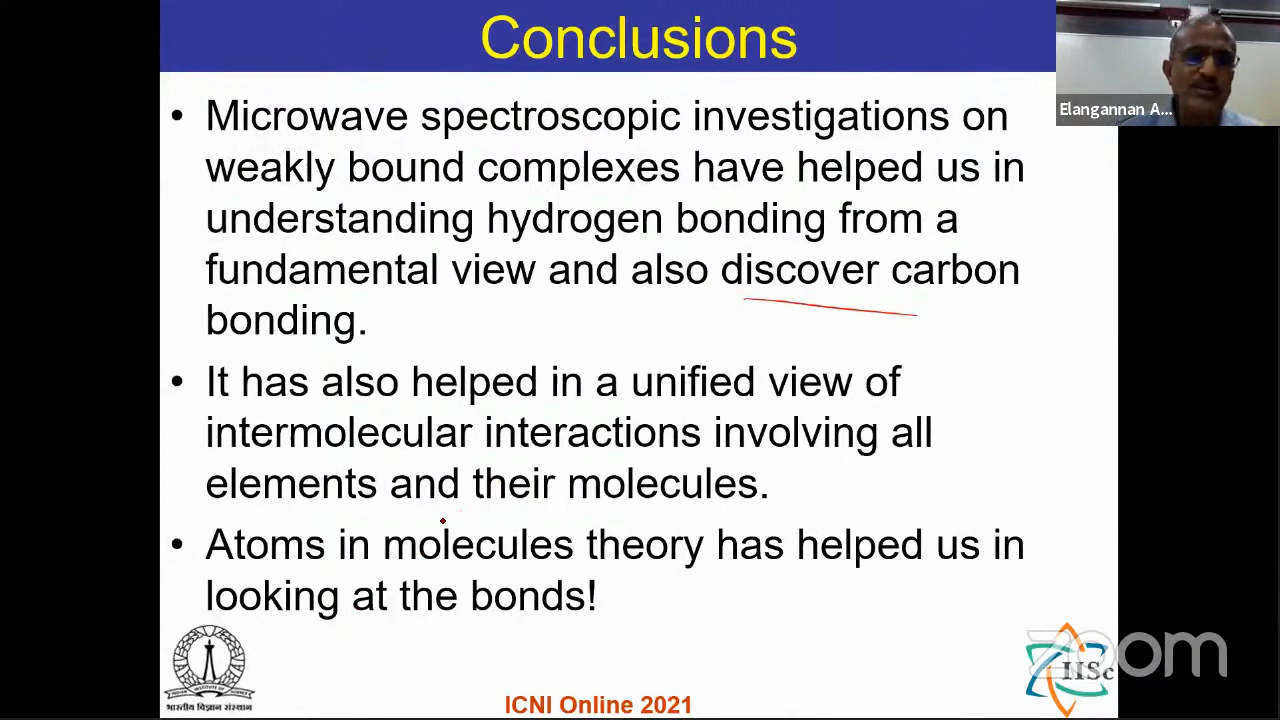 Conclusions
Elangannan A...
• Microwave spectroscopic investigations on
weakly bound complexes have helped us in
understanding hydrogen bonding from a
fundamental view and also discover carbon
bonding.
• It has also helped in a unified view of
intermolecular interactions involving all
elements and their molecules.
• Atoms in molecules theory has helped us in
looking at the bonds!
भारतीय विज्ञान संस्थान
ICNI Online 2021
IISc
zoom